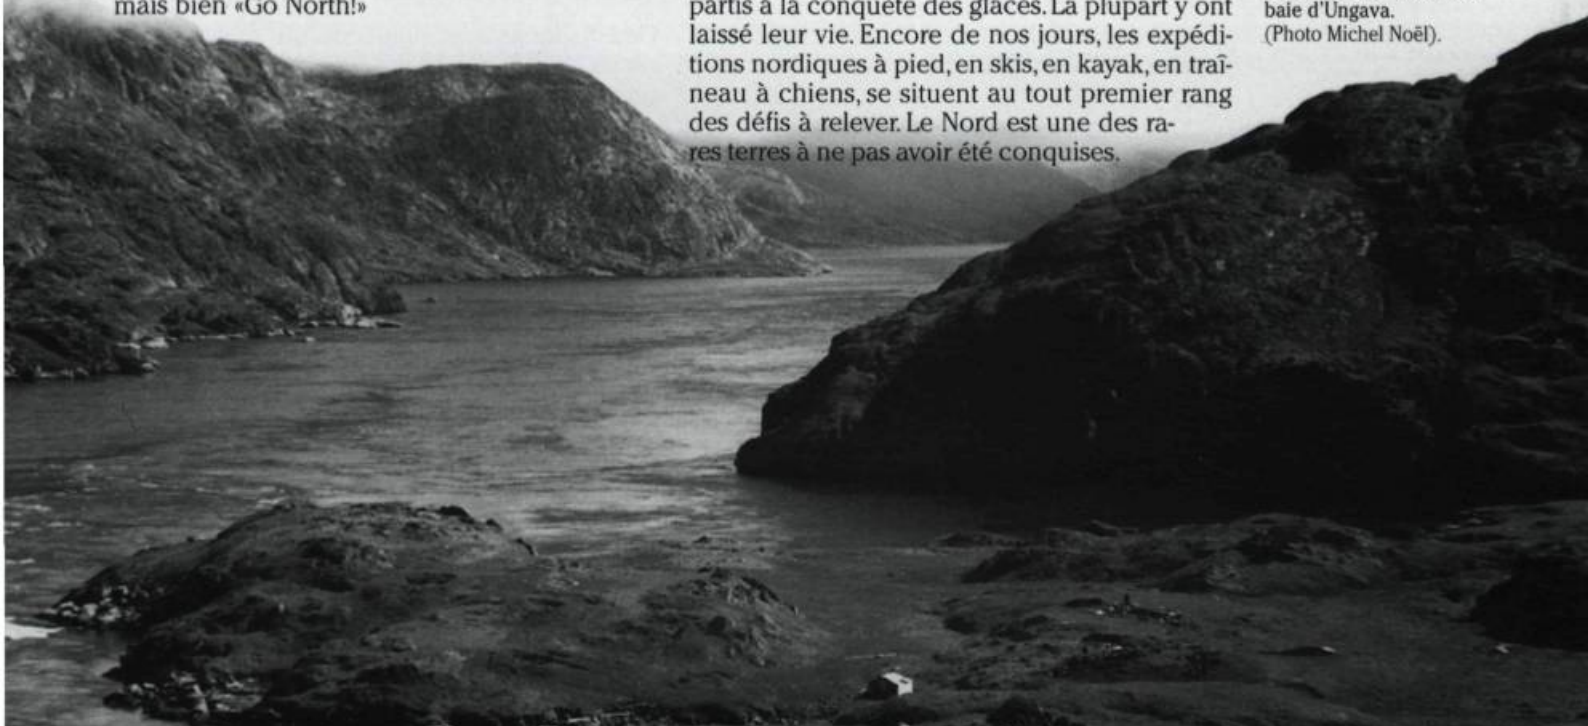 mais bien «Go North!»
partis à la conquête des glaces. La plupart y ont
laissé leur vie. Encore de nos jours, les expédi-
tions nordiques à pied, en skis, en kayak, en traî-
neau à chiens, se situent au tout premier rang
des défis à relever. Le Nord est une des ra-
res terres à ne pas avoir été conquises.
baie d'Ungava.
(Photo Michel Noël).